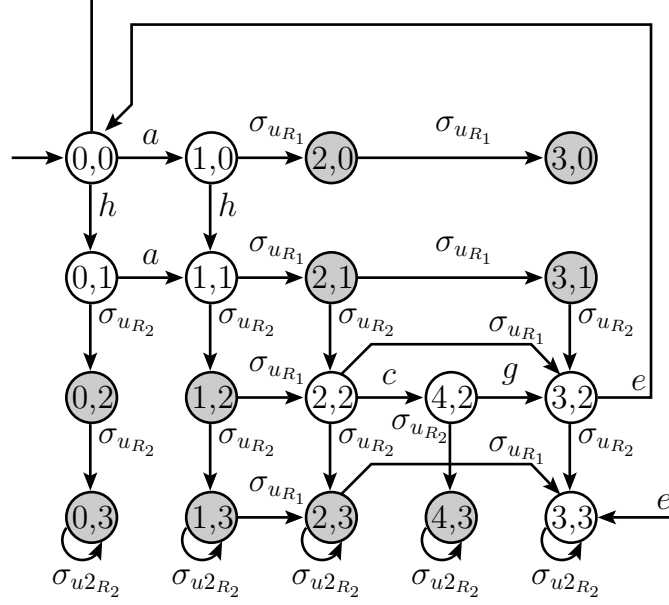 a σ_{u_{R_1}} σ_{u_{R_1}}
0,0 1,0 2,0 3,0
h h
a σ_{u_{R_1}} σ_{u_{R_1}}
0,1 1,1 2,1 3,1
σ_{u_{R_2}} σ_{u_{R_2}} σ_{u_{R_2}} σ_{u_{R_1}} σ_{u_{R_2}}
σ_{u_{R_1}} c g e
0,2 1,2 2,2 4,2 3,2
σ_{u_{R_2}} σ_{u_{R_2}} σ_{u_{R_2}} σ_{u_{R_2}} σ_{u_{R_2}}
σ_{u_{R_1}} σ_{u_{R_1}} e
0,3 1,3 2,3 4,3 3,3
σ_{u2_{R_2}} σ_{u2_{R_2}} σ_{u2_{R_2}} σ_{u2_{R_2}} σ_{u2_{R_2}}